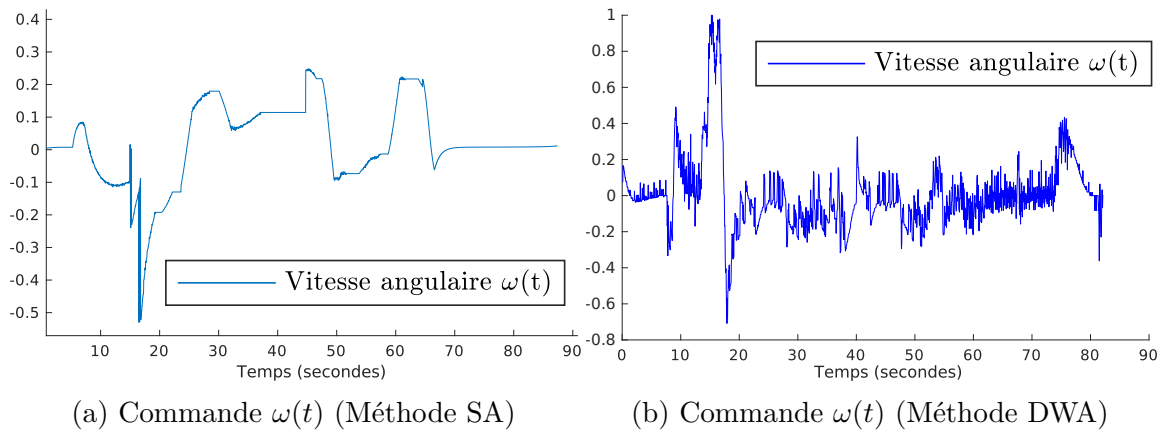 0.4
0.3
0.2
0.1
0
-0.1
-0.2
-0.3
-0.4
-0.5
10 20 30 40 50 60 70 80 90
Temps (secondes)
Vitesse angulaire ω(t)
(a) Commande ω(t) (Méthode SA)
1
0.8
0.6
0.4
0.2
0
-0.2
-0.4
-0.6
-0.8
0 10 20 30 40 50 60 70 80 90
Temps (secondes)
Vitesse angulaire ω(t)
(b) Commande ω(t) (Méthode DWA)